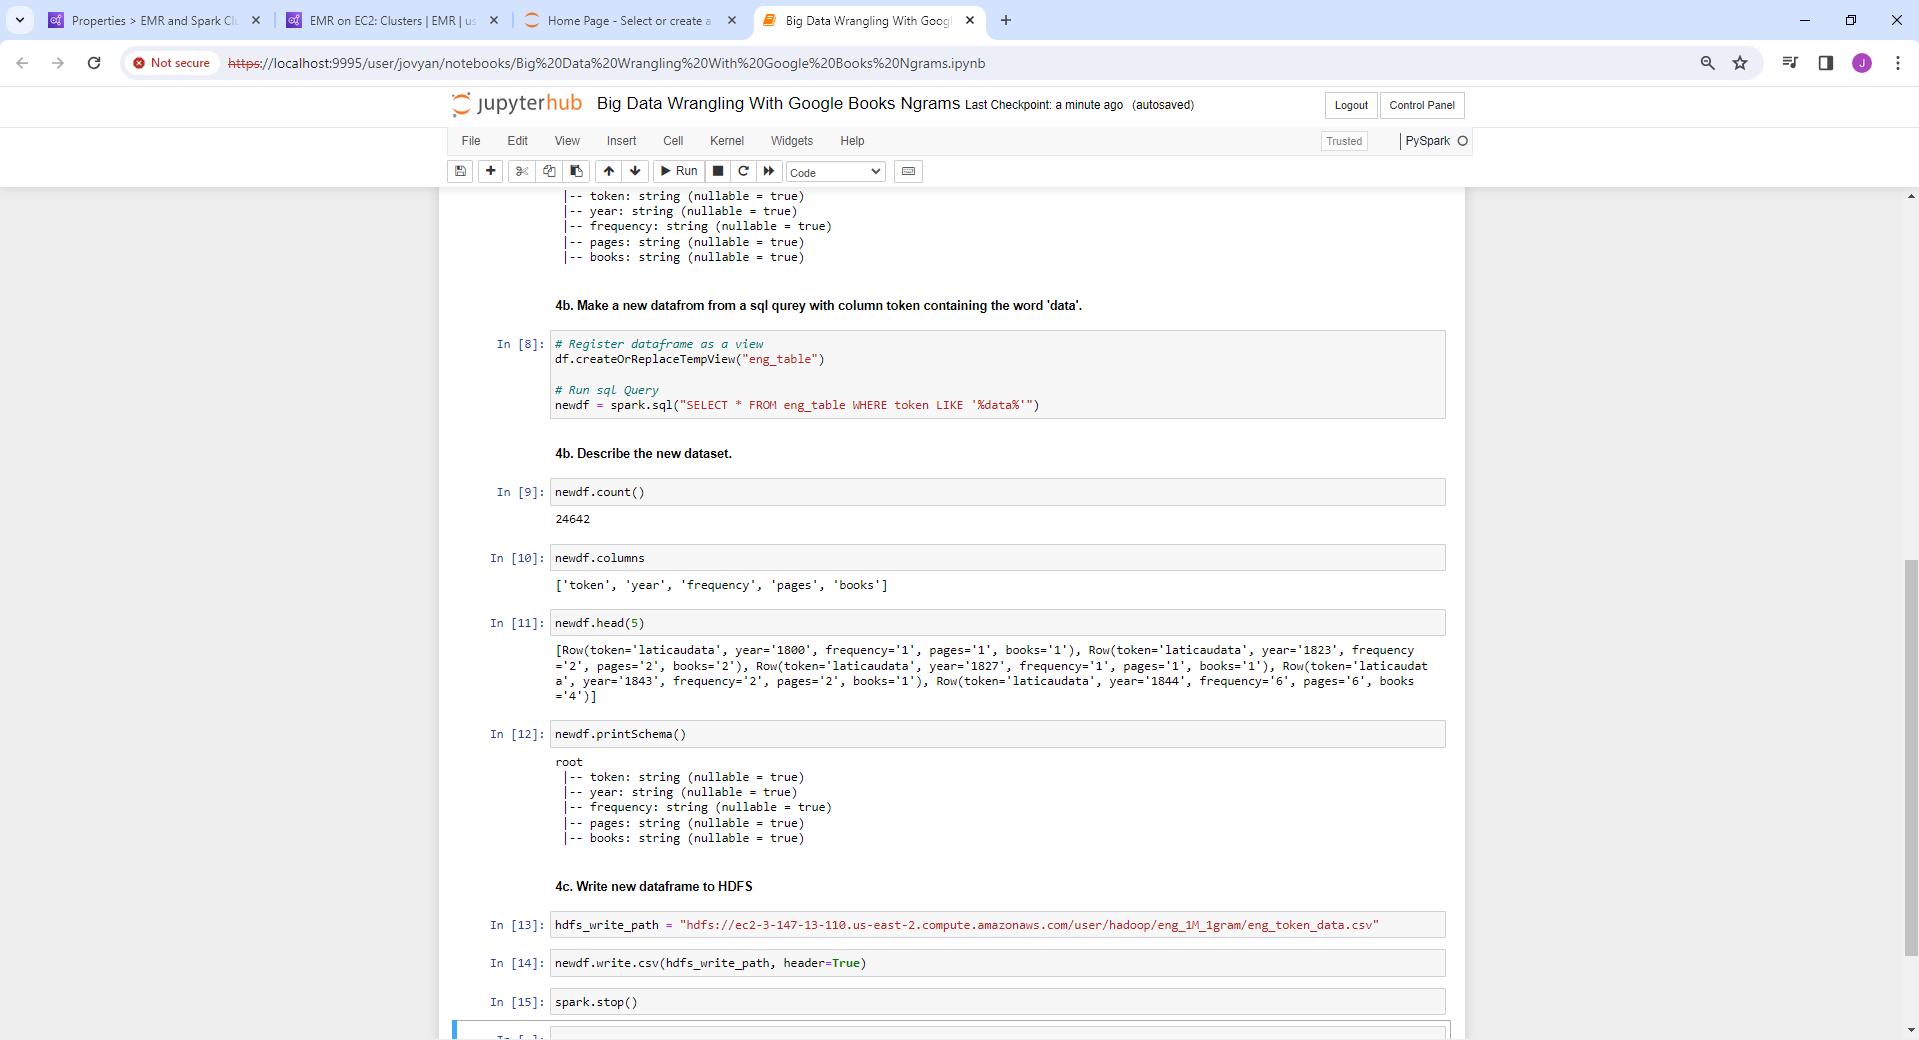 Properties > EMR and Spark Clu
EMR on EC2: Clusters | EMR | us
Home Page - Select or create a
Big Data Wrangling With Googl
Not secure
https://localhost:9995/user/jovyan/notebooks/Big%20Data%20Wrangling%20With%20Google%20Books%20Ngrams.ipynb
J
jupyterhub Big Data Wrangling With Google Books Ngrams Last Checkpoint: a minute ago (autosaved)
Logout Control Panel
File Edit View Insert Cell Kernel Widgets Help
Trusted PySpark
Run Code
|-- token: string (nullable = true)
|-- year: string (nullable = true)
|-- frequency: string (nullable = true)
|-- pages: string (nullable = true)
|-- books: string (nullable = true)
4b. Make a new datafrom from a sql qurey with column token containing the word 'data'.
In [8]: # Register dataframe as a view
df.createOrReplaceTempView("eng_table")
# Run sql Query
newdf = spark.sql("SELECT * FROM eng_table WHERE token LIKE '%data%'")
4b. Describe the new dataset.
In [9]: newdf.count()
24642
In [10]: newdf.columns
['token', 'year', 'frequency', 'pages', 'books']
In [11]: newdf.head(5)
[Row(token='laticaudata', year='1800', frequency='1', pages='1', books='1'), Row(token='laticaudata', year='1823', frequency
='2', pages='2', books='2'), Row(token='laticaudata', year='1827', frequency='1', pages='1', books='1'), Row(token='laticaudat
a', year='1843', frequency='2', pages='2', books='1'), Row(token='laticaudata', year='1844', frequency='6', pages='6', books
='4')]
In [12]: newdf.printSchema()
root
|-- token: string (nullable = true)
|-- year: string (nullable = true)
|-- frequency: string (nullable = true)
|-- pages: string (nullable = true)
|-- books: string (nullable = true)
4c. Write new dataframe to HDFS
In [13]: hdfs_write_path = "hdfs://ec2-3-147-13-110.us-east-2.compute.amazonaws.com/user/hadoop/eng_1M_1gram/eng_token_data.csv"
In [14]: newdf.write.csv(hdfs_write_path, header=True)
In [15]: spark.stop()